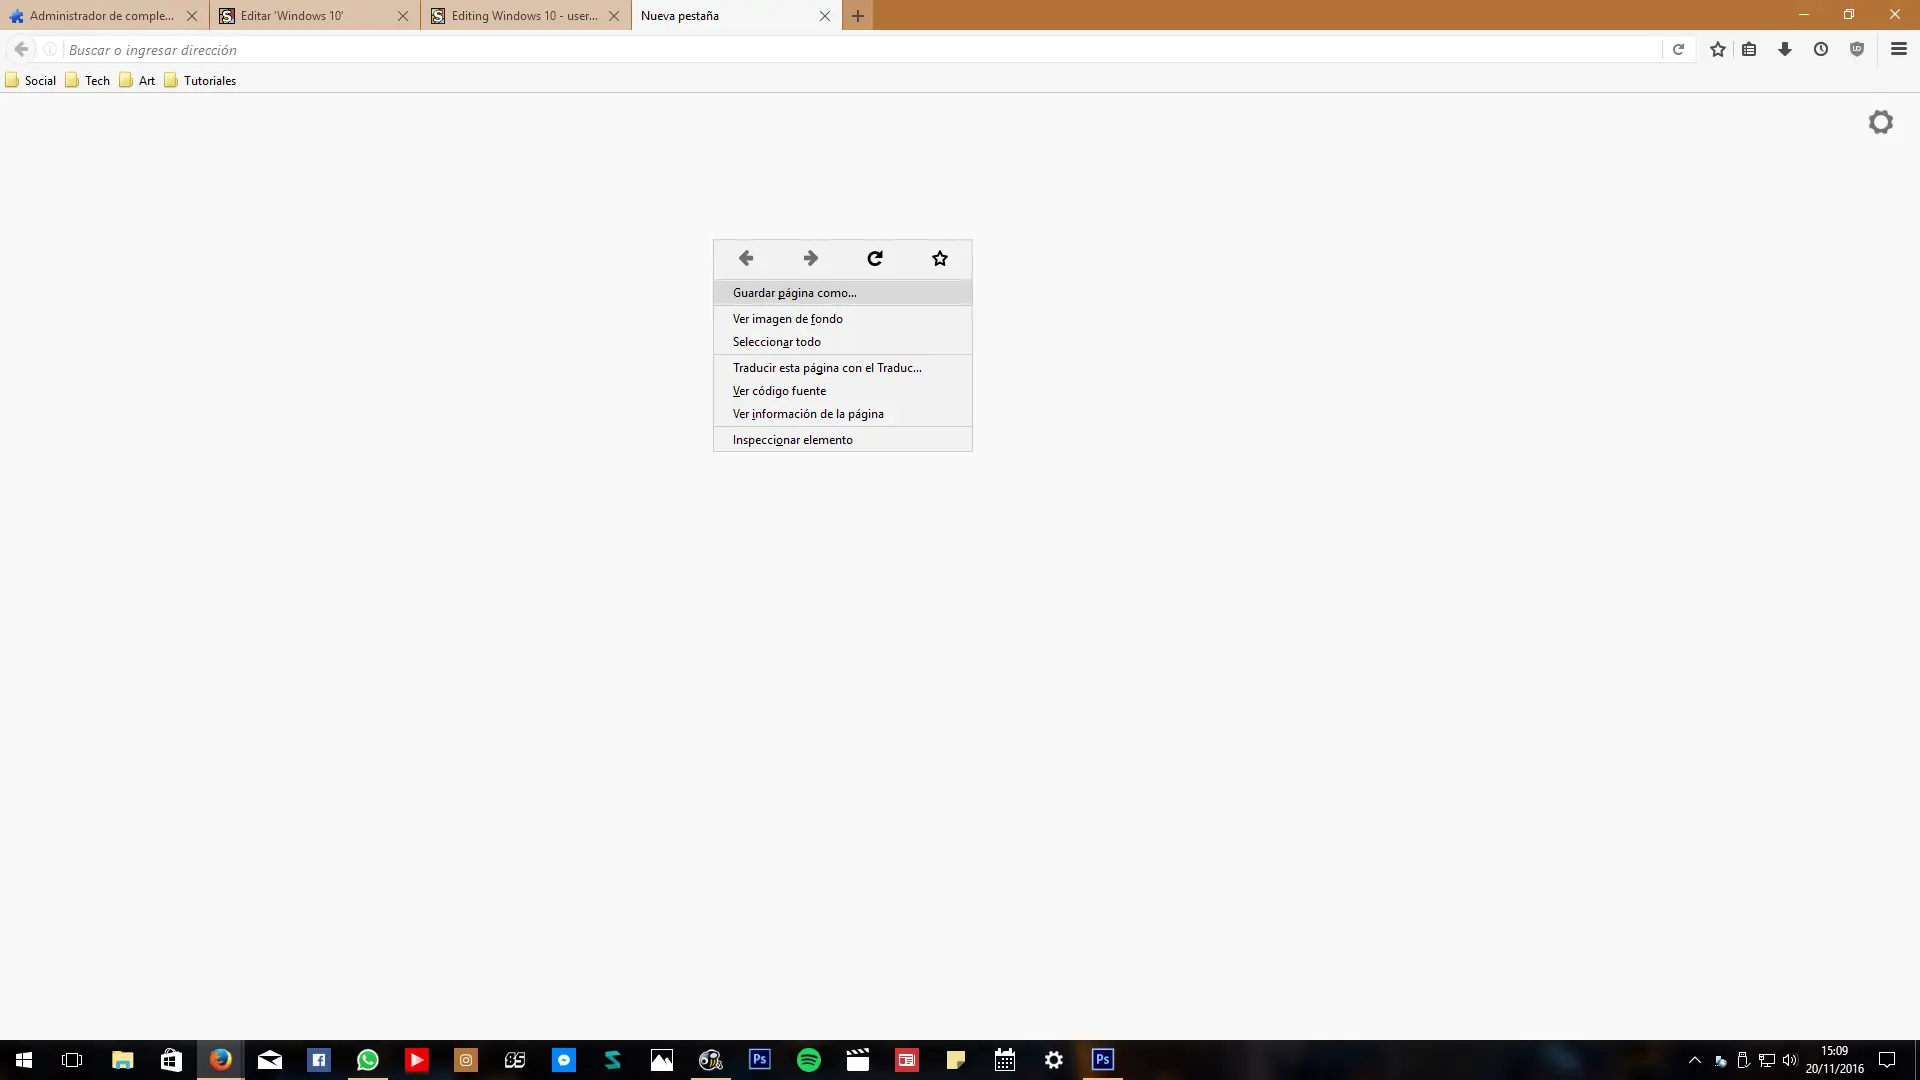 Administrador de comple...
Editar 'Windows 10'
Editing Windows 10 - user...
Nueva pestaña
Buscar o ingresar dirección
Social
Tech
Art
Tutoriales
Guardar página como...
Ver imagen de fondo
Seleccionar todo
Traducir esta página con el Traduc...
Ver código fuente
Ver información de la página
Inspeccionar elemento
Ps
Ps
15:09
20/11/2016